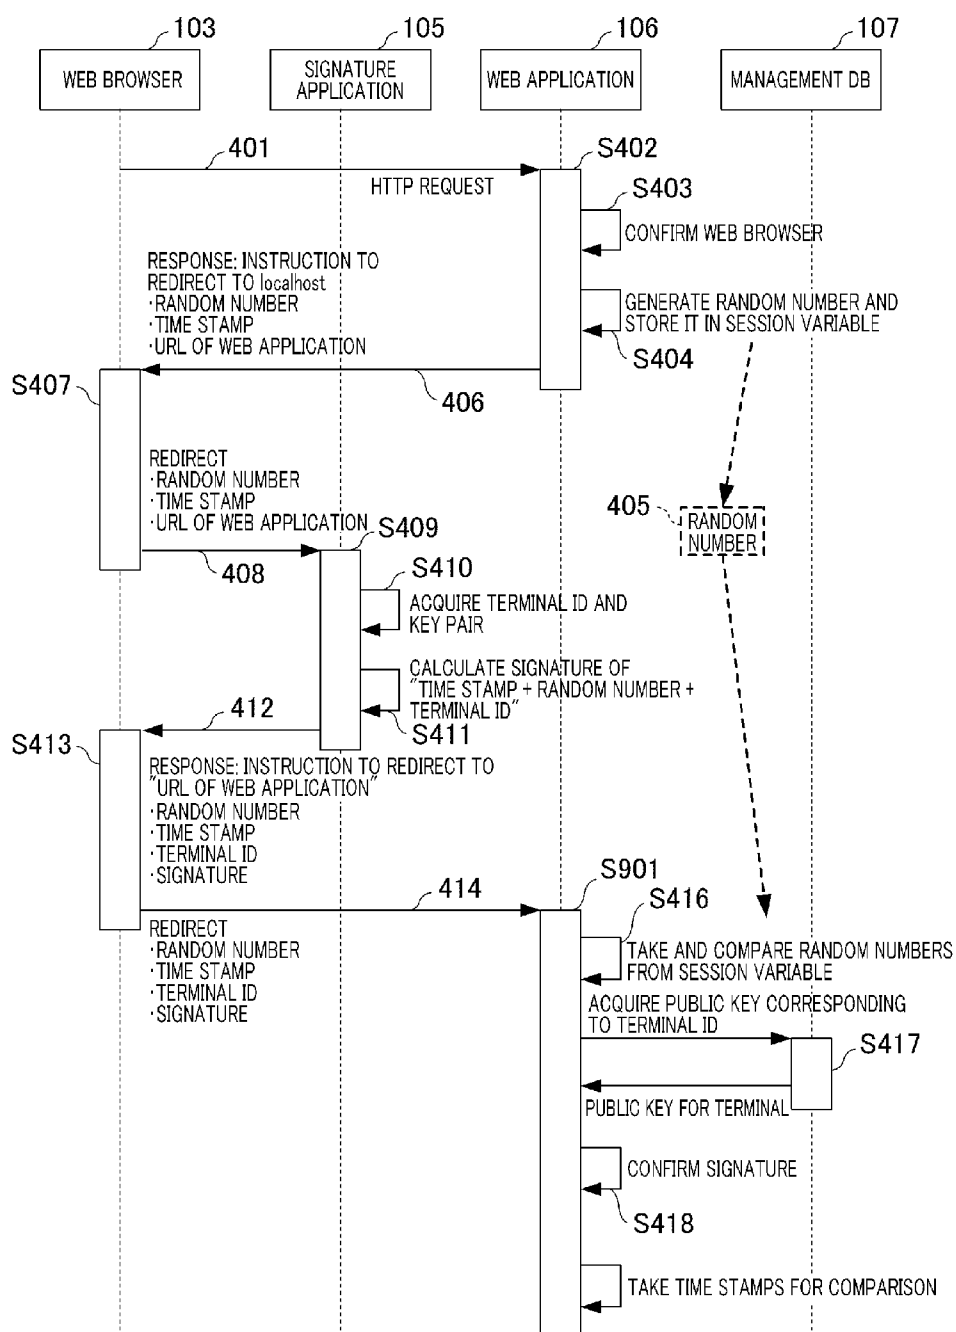 103
105
106
107
WEB BROWSER
SIGNATURE
APPLICATION
WEB APPLICATION
MANAGEMENT DB
401
S402
HTTP REQUEST
S403
CONFIRM WEB BROWSER
RESPONSE: INSTRUCTION TO
REDIRECT TO localhost
·RANDOM NUMBER
·TIME STAMP
·URL OF WEB APPLICATION
GENERATE RANDOM NUMBER AND
STORE IT IN SESSION VARIABLE
S404
S407
406
REDIRECT
·RANDOM NUMBER
·TIME STAMP
·URL OF WEB APPLICATION
405
RANDOM
NUMBER
S409
408
S410
ACQUIRE TERMINAL ID AND
KEY PAIR
CALCULATE SIGNATURE OF
"TIME STAMP + RANDOM NUMBER +
TERMINAL ID"
S411
412
S413
RESPONSE: INSTRUCTION TO REDIRECT TO
"URL OF WEB APPLICATION"
·RANDOM NUMBER
·TIME STAMP
·TERMINAL ID
·SIGNATURE
414
S901
S416
REDIRECT
·RANDOM NUMBER
·TIME STAMP
·TERMINAL ID
·SIGNATURE
TAKE AND COMPARE RANDOM NUMBERS
FROM SESSION VARIABLE
ACQUIRE PUBLIC KEY CORRESPONDING
TO TERMINAL ID
S417
PUBLIC KEY FOR TERMINAL
CONFIRM SIGNATURE
S418
TAKE TIME STAMPS FOR COMPARISON